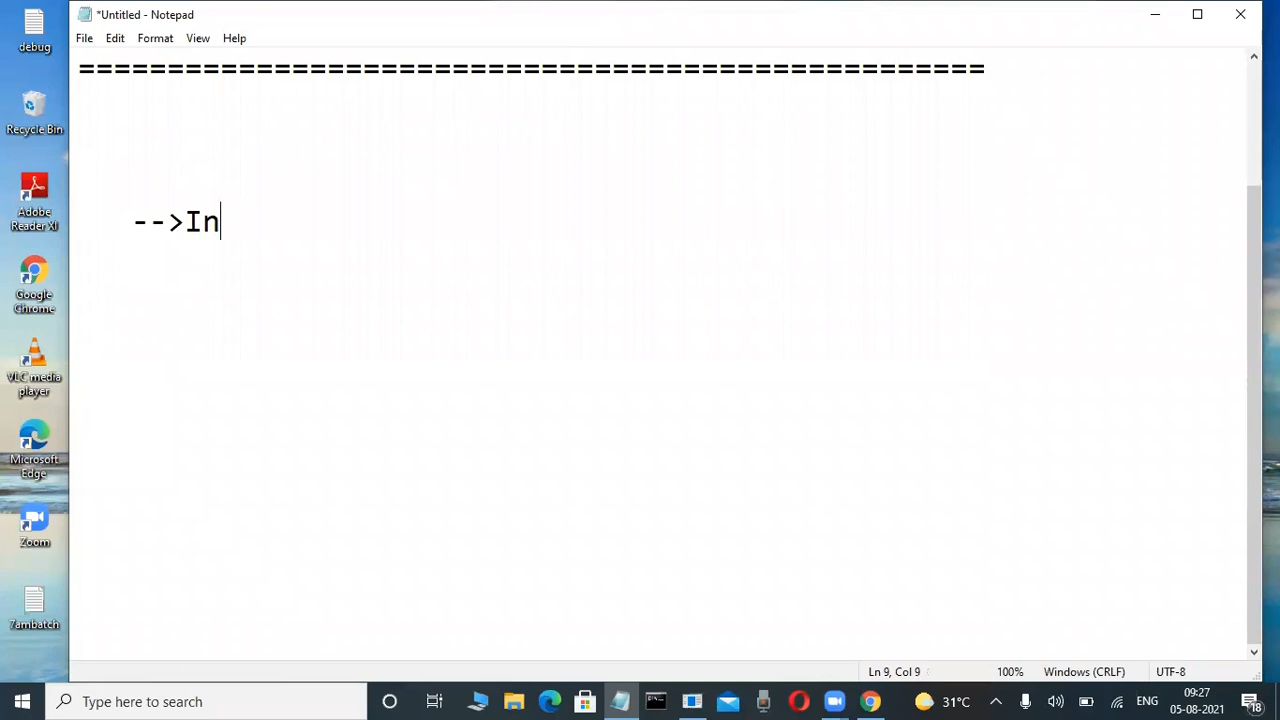 *Untitled - Notepad
File Edit Format View Help
===================================================
-->In
debug
Recycle Bin
Adobe
Reader XI
Google
Chrome
VLC media
player
Microsoft
Edge
Zoom
7ambatch
Ln 9, Col 9
100%
Windows (CRLF)
UTF-8
Type here to search
31°C
ENG
09:27
05-08-2021
18